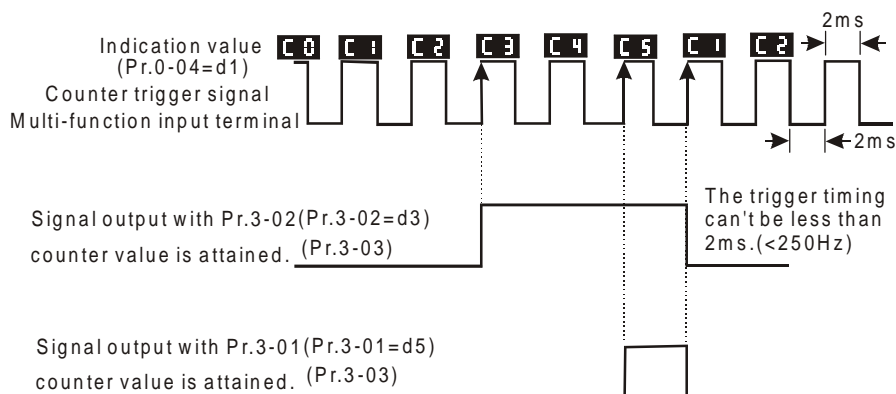 C0 C1 C2 C3 C4 C5 C1 C2 2ms
Indication value
(Pr.0-04=d1)
Counter trigger signal
Multi-function input terminal
2ms
The trigger timing
can't be less than
2ms.(<250Hz)
Signal output with Pr.3-02(Pr.3-02=d3)
counter value is attained. (Pr.3-03)
Signal output with Pr.3-01(Pr.3-01=d5)
counter value is attained. (Pr.3-03)